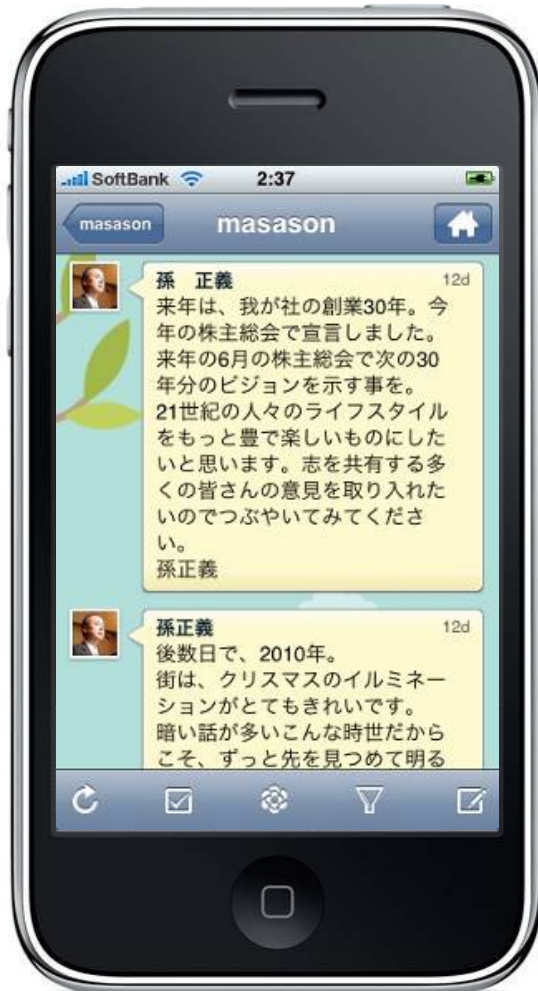 SoftBank 2:37
masason masason
孫 正義 12d
来年は、我が社の創業30年。今
年の株主総会で宣言しました。
来年の6月の株主総会で次の30
年分のビジョンを示す事を。
21世紀の人々のライフスタイル
をもっと豊で楽しいものにした
いと思います。志を共有する多
くの皆さんの意見を取り入れた
いのでつぶやいてみてくださ
い。
孫正義
孫正義 12d
後数日で、2010年。
街は、クリスマスのイルミネー
ションがとてもきれいです。
暗い話が多いこんな時世だから
こそ、ずっと先を見つめて明る